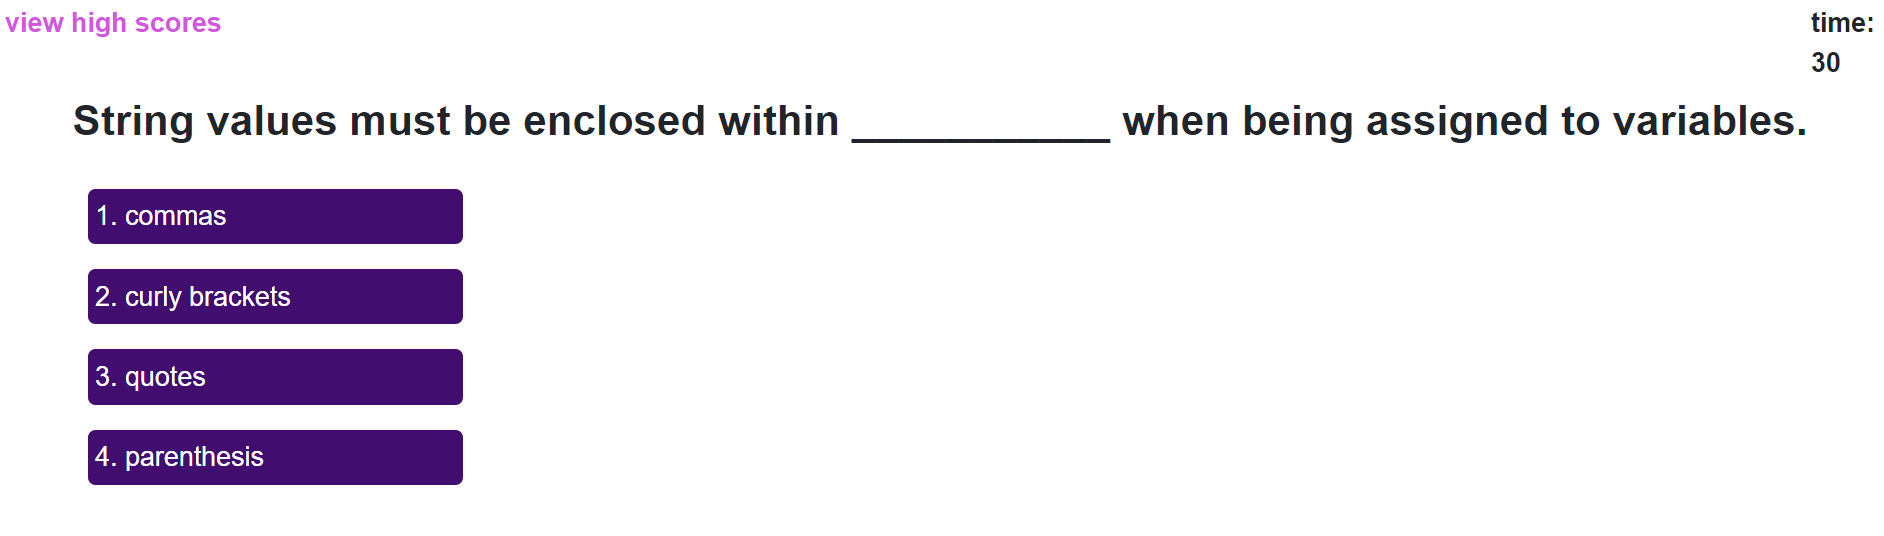 view high scores
time:
30
String values must be enclosed within ___________ when being assigned to variables.
1. commas
2. curly brackets
3. quotes
4. parenthesis